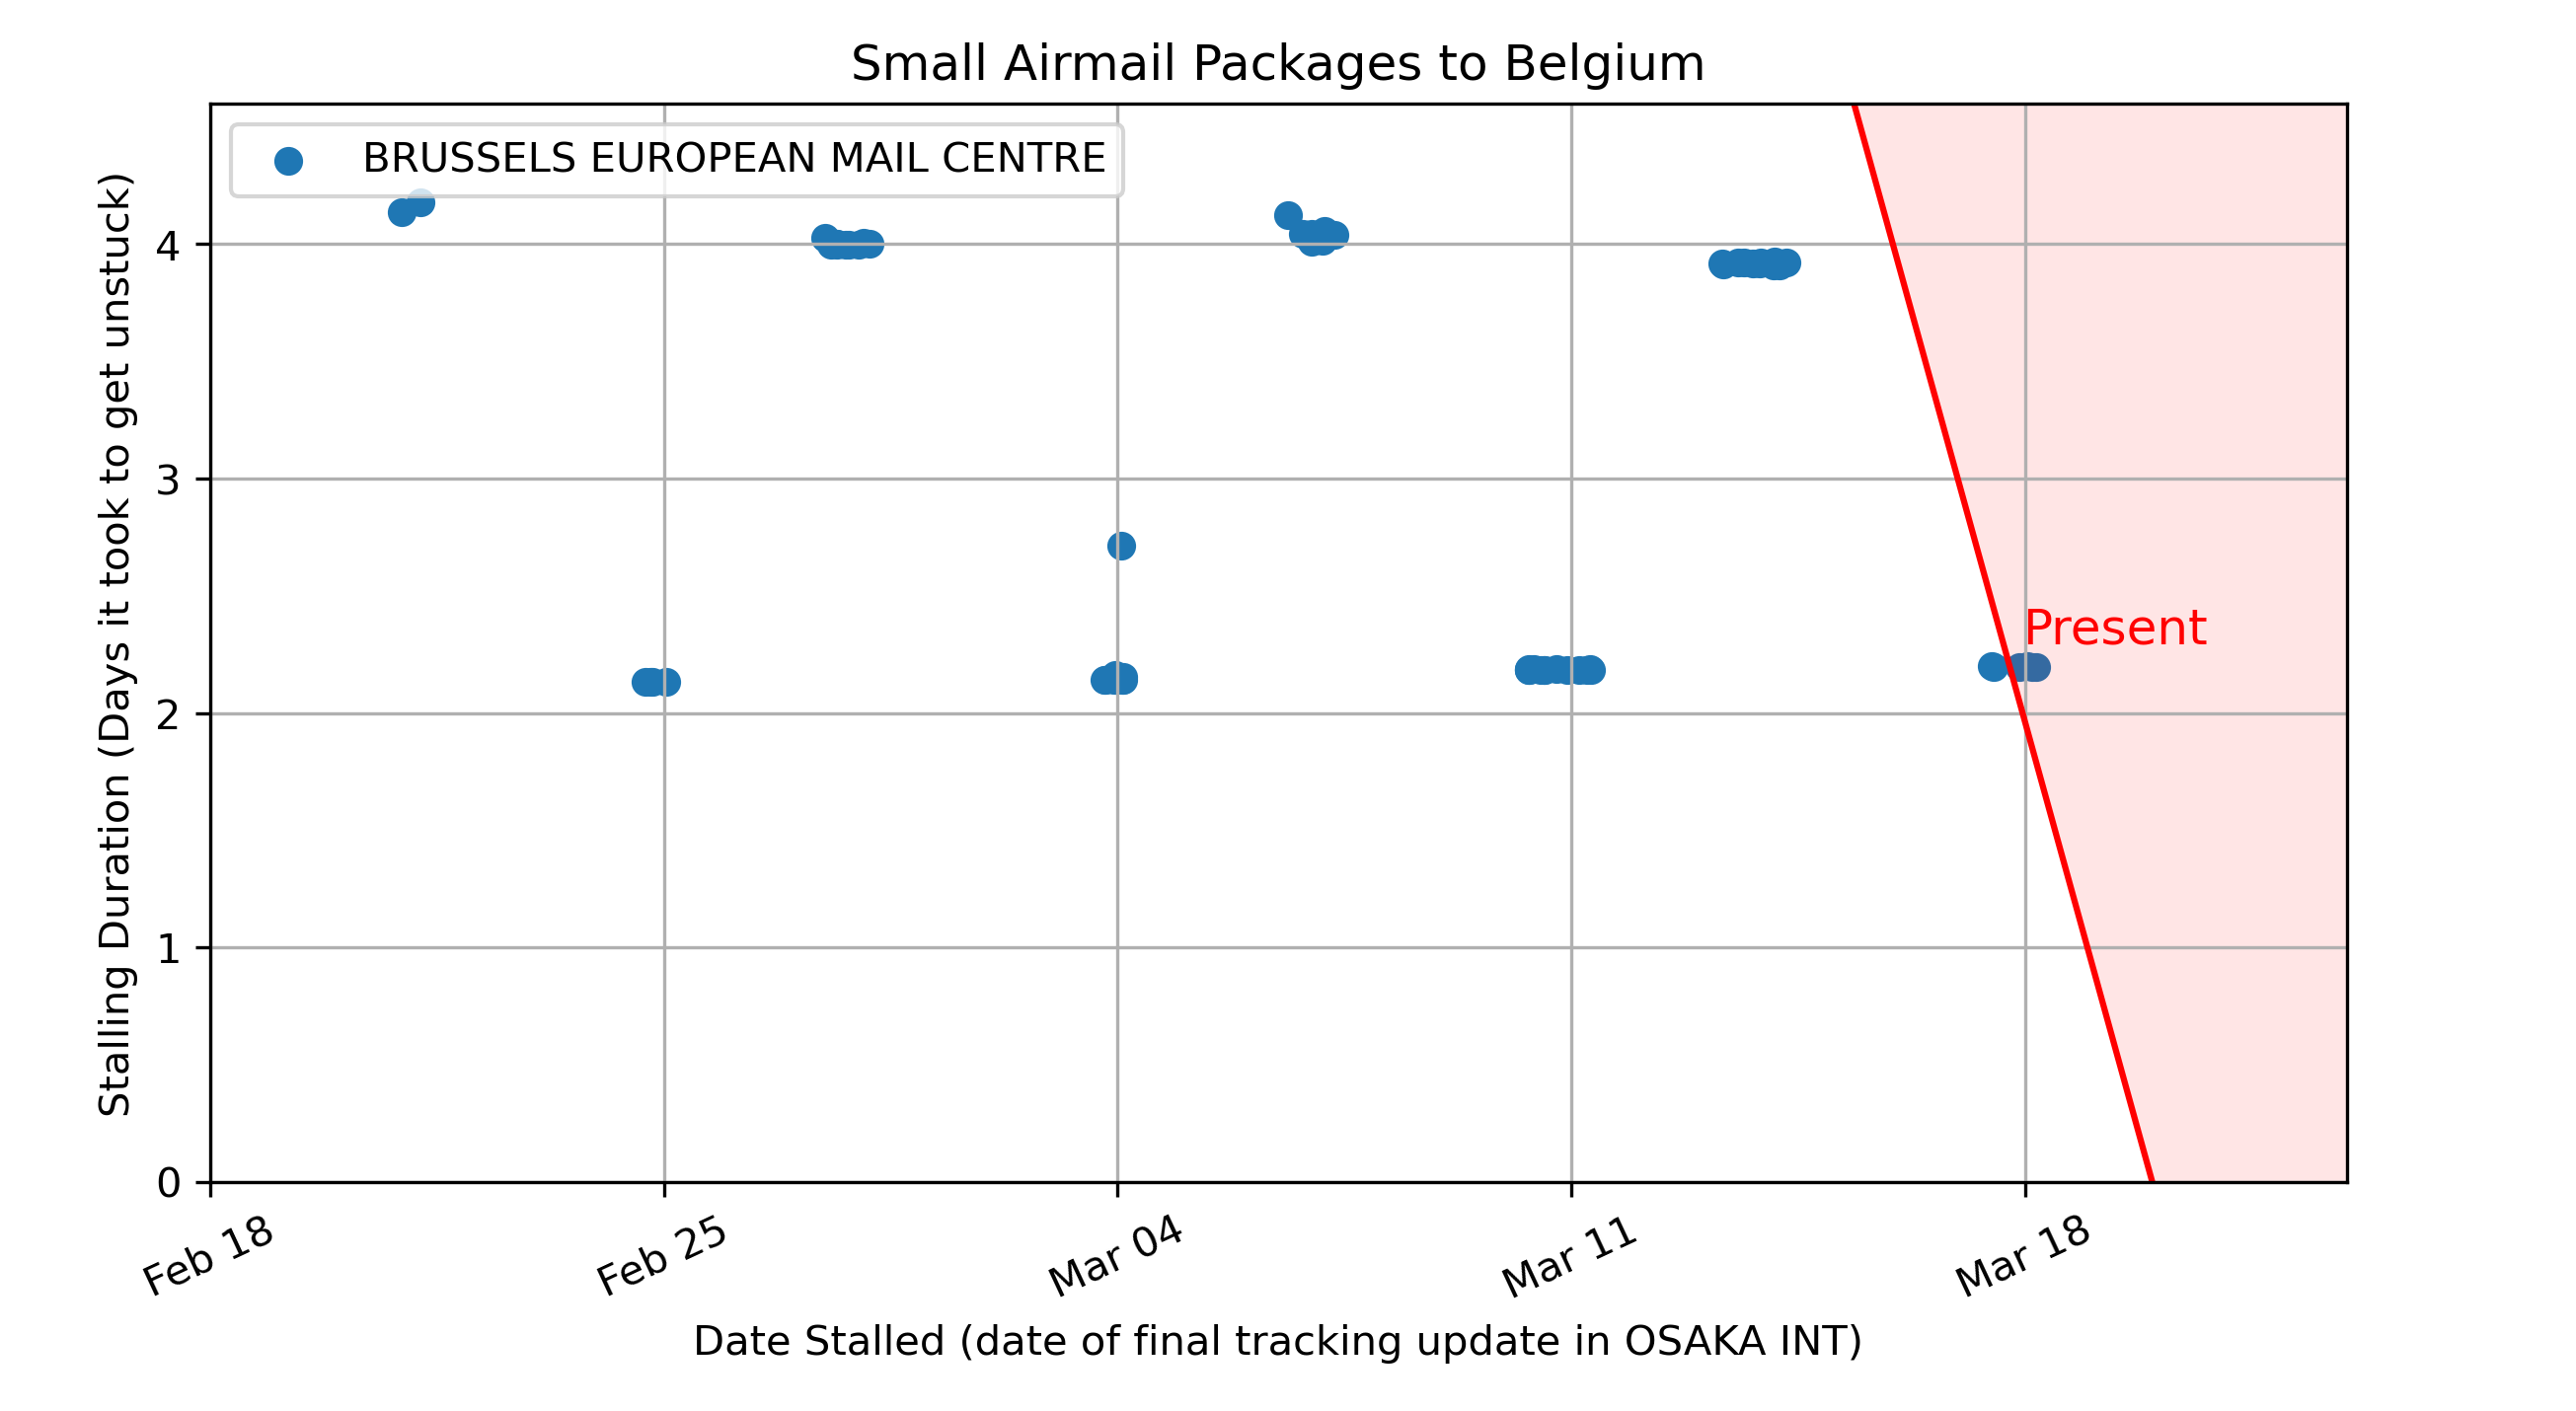 Small Airmail Packages to Belgium
BRUSSELS EUROPEAN MAIL CENTRE
Stalling Duration (Days it took to get unstuck)
4
3
2
1
0
Present
Feb 18
Feb 25
Mar 04
Mar 11
Mar 18
Date Stalled (date of final tracking update in OSAKA INT)